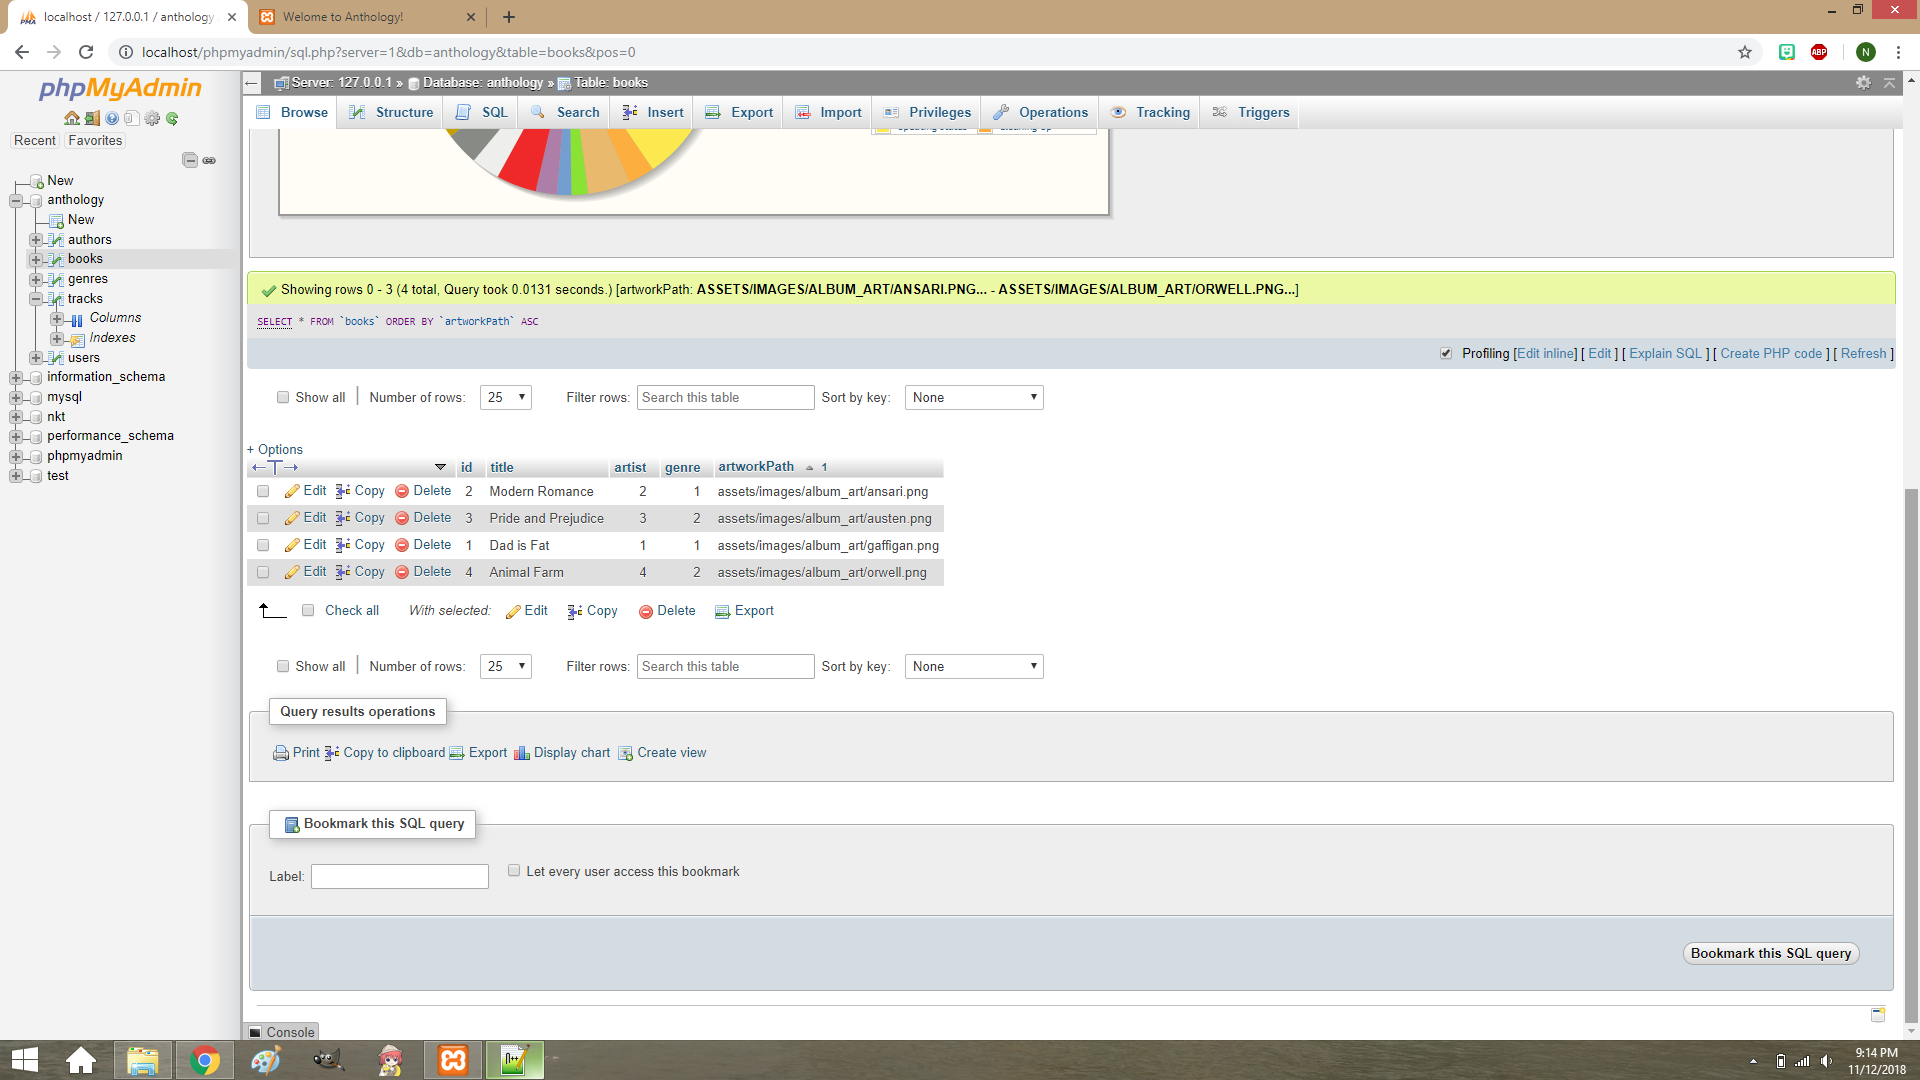 localhost / 127.0.0.1 / anthology
Welome to Anthology!
localhost/phpmyadmin/sql.php?server=1&db=anthology&table=books&pos=0
ABP
N
phpMyAdmin
Recent
Favorites
New
anthology
New
authors
books
genres
tracks
Columns
Indexes
users
information_schema
mysql
nkt
performance_schema
phpmyadmin
test
Server: 127.0.0.1 » Database: anthology » Table: books
Browse Structure SQL Search Insert Export Import Privileges Operations Tracking Triggers
Showing rows 0 - 3 (4 total, Query took 0.0131 seconds.) [artworkPath: ASSETS/IMAGES/ALBUM_ART/ANSARI.PNG... - ASSETS/IMAGES/ALBUM_ART/ORWELL.PNG...]
SELECT * FROM `books` ORDER BY `artworkPath` ASC
Profiling [Edit inline] [ Edit ] [ Explain SQL ] [ Create PHP code ] [ Refresh ]
Show all Number of rows: 25 Filter rows: Search this table Sort by key: None
+ Options
id title artist genre artworkPath 1
Edit Copy Delete 2 Modern Romance 2 1 assets/images/album_art/ansari.png
Edit Copy Delete 3 Pride and Prejudice 3 2 assets/images/album_art/austen.png
Edit Copy Delete 1 Dad is Fat 1 1 assets/images/album_art/gaffigan.png
Edit Copy Delete 4 Animal Farm 4 2 assets/images/album_art/orwell.png
Check all With selected: Edit Copy Delete Export
Show all Number of rows: 25 Filter rows: Search this table Sort by key: None
Query results operations
Print Copy to clipboard Export Display chart Create view
Bookmark this SQL query
Label: Let every user access this bookmark
Bookmark this SQL query
Console
9:14 PM
11/12/2018